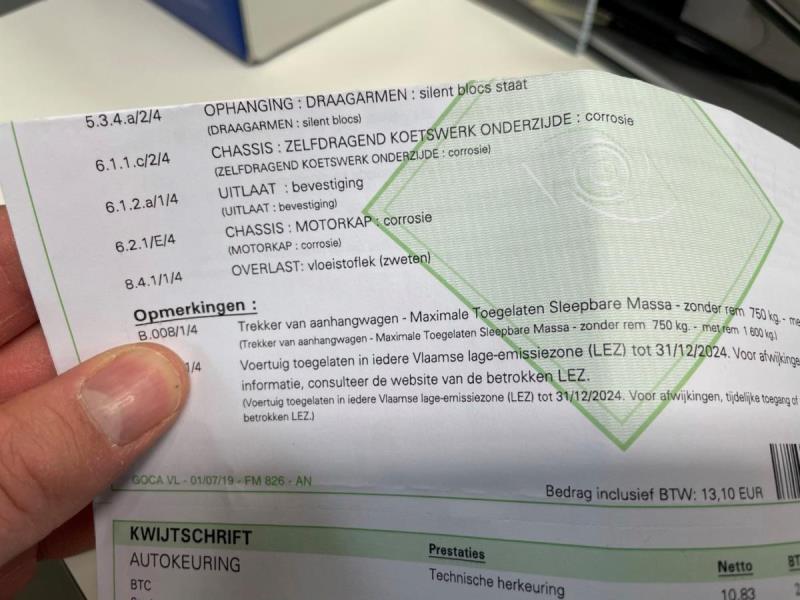 5.3.4.a/2/4 OPHANGING : DRAAGARMEN : silent blocs staat
(DRAAGARMEN : silent blocs)
6.1.1.c/2/4 CHASSIS : ZELFDRAGEND KOETSWERK ONDERZIJDE : corrosie
(ZELFDRAGEND KOETSWERK ONDERZIJDE : corrosie)
6.1.2.a/1/4 UITLAAT : bevestiging
(UITLAAT : bevestiging)
6.2.1/E/4 CHASSIS : MOTORKAP : corrosie
(MOTORKAP : corrosie)
8.4.1/1/4 OVERLAST: vloeistoflek (zweten)
Opmerkingen :
B.008/1/4 Trekker van aanhangwagen - Maximale Toegelaten Sleepbare Massa - zonder rem 750 kg. - me
(Trekker van aanhangwagen - Maximale Toegelaten Sleepbare Massa - zonder rem 750 kg. - met rem 1 600 kg.)
1/4 Voertuig toegelaten in iedere Vlaamse lage-emissiezone (LEZ) tot 31/12/2024. Voor afwijkinge
informatie, consulteer de website van de betrokken LEZ.
(Voertuig toegelaten in iedere Vlaamse lage-emissiezone (LEZ) tot 31/12/2024. Voor afwijkingen, tijdelijke toegang of
betrokken LEZ.)
GOCA VL - 01/07/19 - FM 826 - AN
Bedrag inclusief BTW: 13,10 EUR
KWIJTSCHRIFT
AUTOKEURING Prestaties Netto BT
BTC Technische herkeuring 10,83